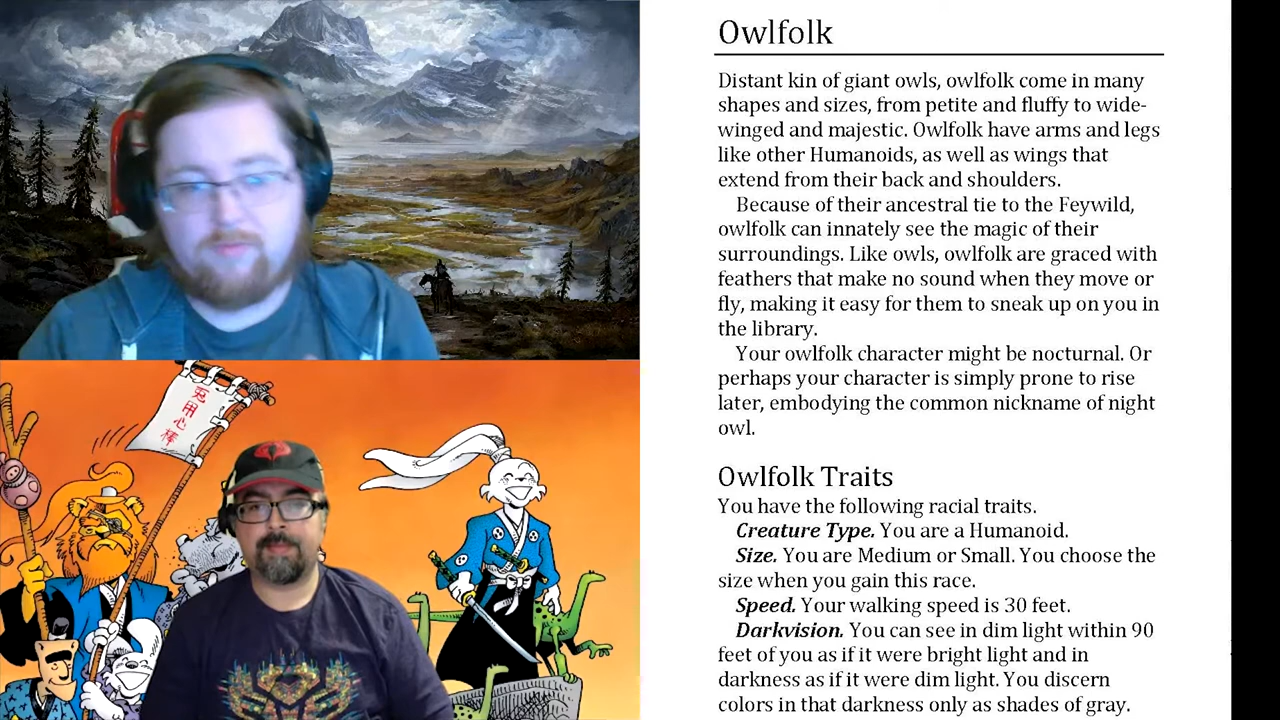 兎用心棒
Owlfolk
Distant kin of giant owls, owlfolk come in many
shapes and sizes, from petite and fluffy to wide-
winged and majestic. Owlfolk have arms and legs
like other Humanoids, as well as wings that
extend from their back and shoulders.
Because of their ancestral tie to the Feywild,
owlfolk can innately see the magic of their
surroundings. Like owls, owlfolk are graced with
feathers that make no sound when they move or
fly, making it easy for them to sneak up on you in
the library.
Your owlfolk character might be nocturnal. Or
perhaps your character is simply prone to rise
later, embodying the common nickname of night
owl.
Owlfolk Traits
You have the following racial traits.
Creature Type. You are a Humanoid.
Size. You are Medium or Small. You choose the
size when you gain this race.
Speed. Your walking speed is 30 feet.
Darkvision. You can see in dim light within 90
feet of you as if it were bright light and in
darkness as if it were dim light. You discern
colors in that darkness only as shades of gray.